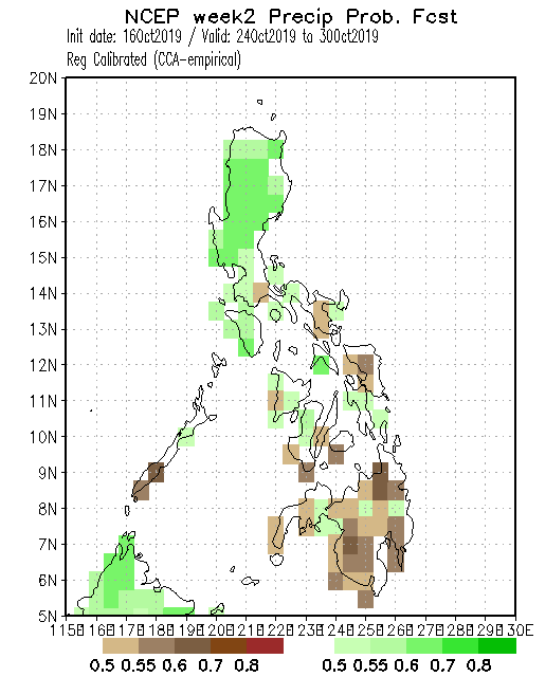 NCEP week2 Precip Prob. Fcst
Init date: 16Oct2019 / Valid: 24Oct2019 to 30Oct2019
Reg Calibrated (CCA-empirical)
20N
19N
18N
17N
16N
15N
14N
13N
12N
11N
10N
9N
8N
7N
6N
5N
115E 116E 117E 118E 119E 120E 121E 122E 123E 124E 125E 126E 127E 128E 129E 130E
0.5 0.55 0.6 0.7 0.8 0.5 0.55 0.6 0.7 0.8